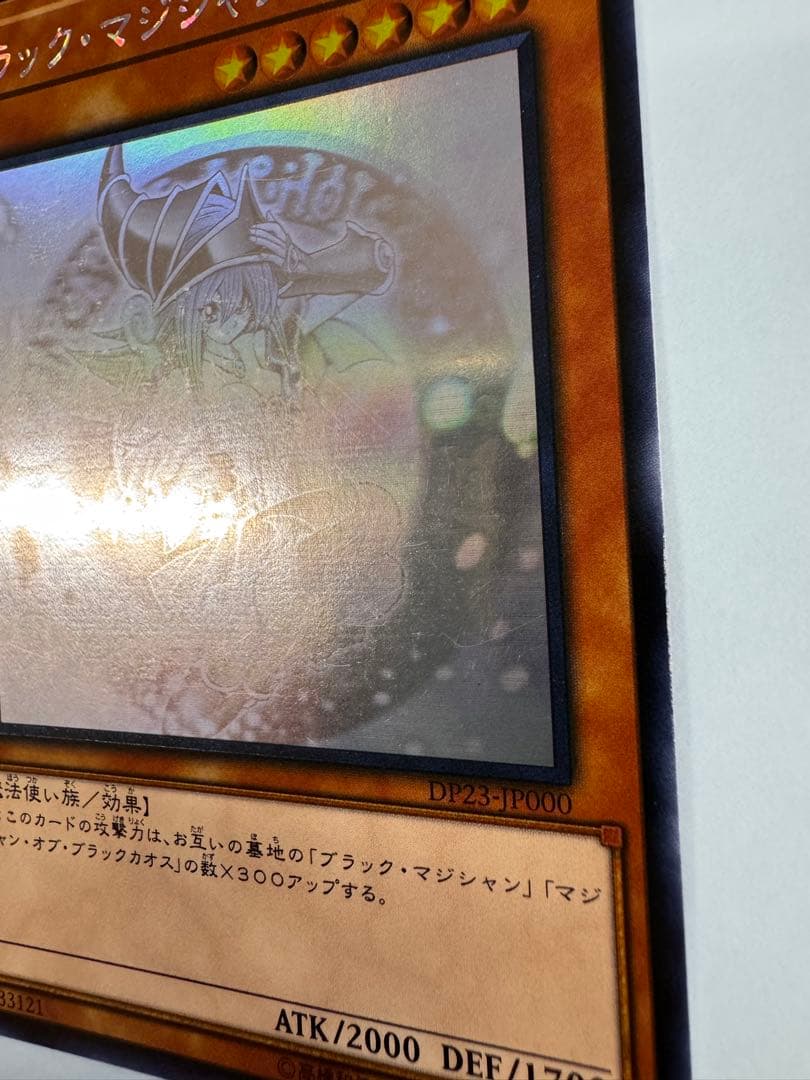 ラック・マジシャン
DP23-JP000
法使い族／効果】
このカードの攻撃力は、お互いの墓地の「ブラック・マジシャン」「マジ
ャン・オブ・ブラックカオス」の数×３００アップする。
33121
ATK/2000 DEF/170